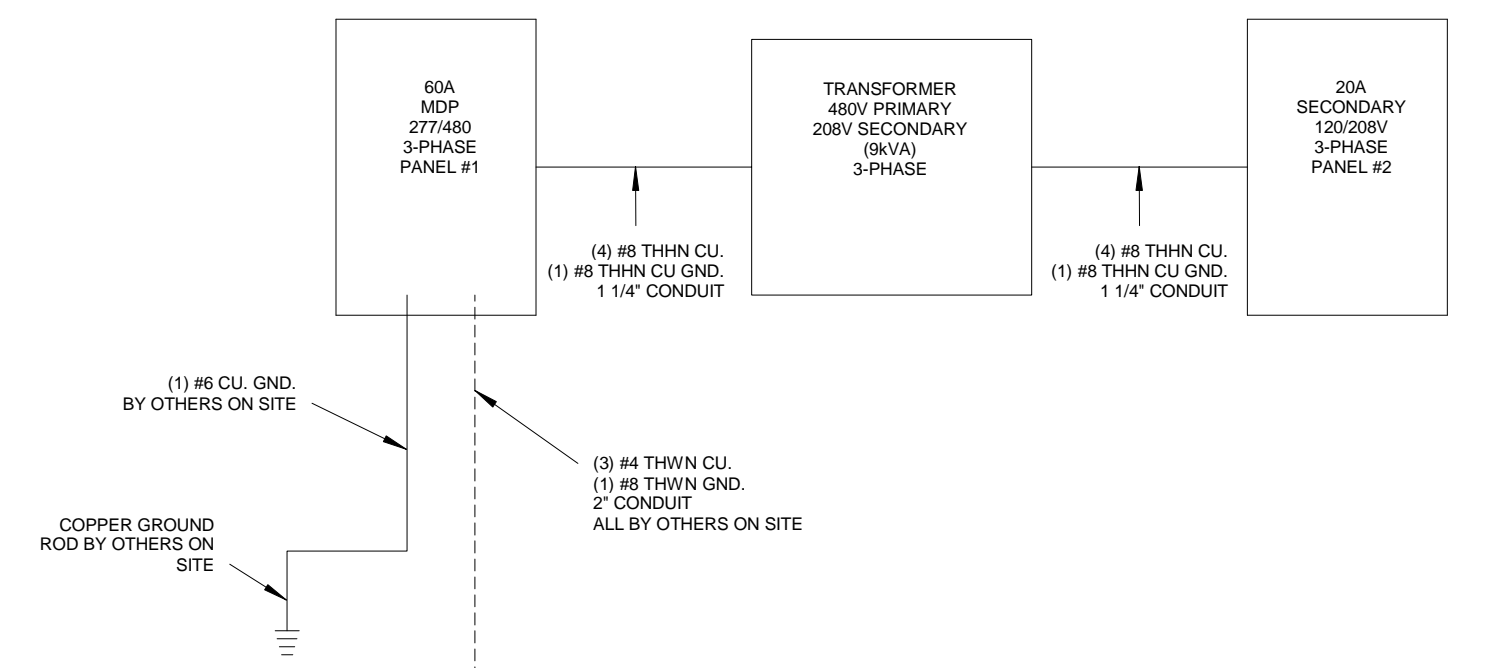 60A
MDP
277/480
3-PHASE
PANEL #1
TRANSFORMER
480V PRIMARY
208V SECONDARY
(9kVA)
3-PHASE
20A
SECONDARY
120/208V
3-PHASE
PANEL #2
(4) #8 THHN CU.
(1) #8 THHN CU GND.
1 1/4" CONDUIT
(4) #8 THHN CU.
(1) #8 THHN CU GND.
1 1/4" CONDUIT
(1) #6 CU. GND.
BY OTHERS ON SITE
(3) #4 THWN CU.
(1) #8 THWN GND.
2" CONDUIT
ALL BY OTHERS ON SITE
COPPER GROUND
ROD BY OTHERS ON
SITE